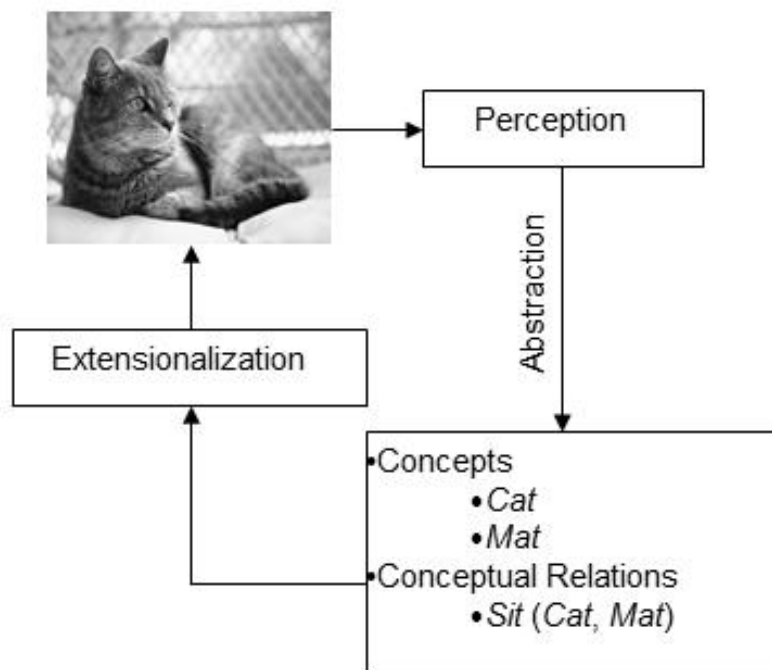 Perception
Abstraction
Extensionalization
•Concepts
•Cat
•Mat
•Conceptual Relations
•Sit (Cat, Mat)